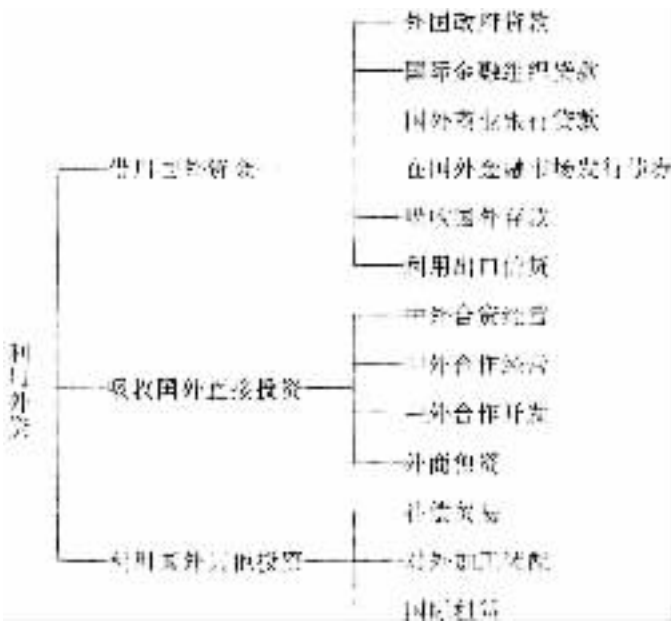 外国政府贷款
国际金融组织贷款
国外商业银行贷款
借用国外资金
在国外金融市场发行债券
吸收国外存款
利用出口信贷
中外合资经营
利用外资
中外合作经营
吸收国外直接投资
中外合作开发
外商独资
补偿贸易
利用国外其他投资
对外加工装配
国际租赁